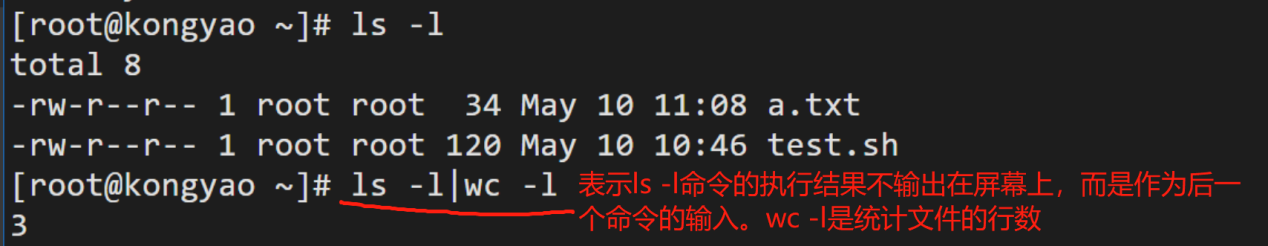 [root@kongyao ~]# ls -l
total 8
-rw-r--r-- 1 root root  34 May 10 11:08 a.txt
-rw-r--r-- 1 root root 120 May 10 10:46 test.sh
[root@kongyao ~]# ls -l|wc -l 表示ls -l命令的执行结果不输出在屏幕上，而是作为后一
个命令的输入。wc -l是统计文件的行数
3